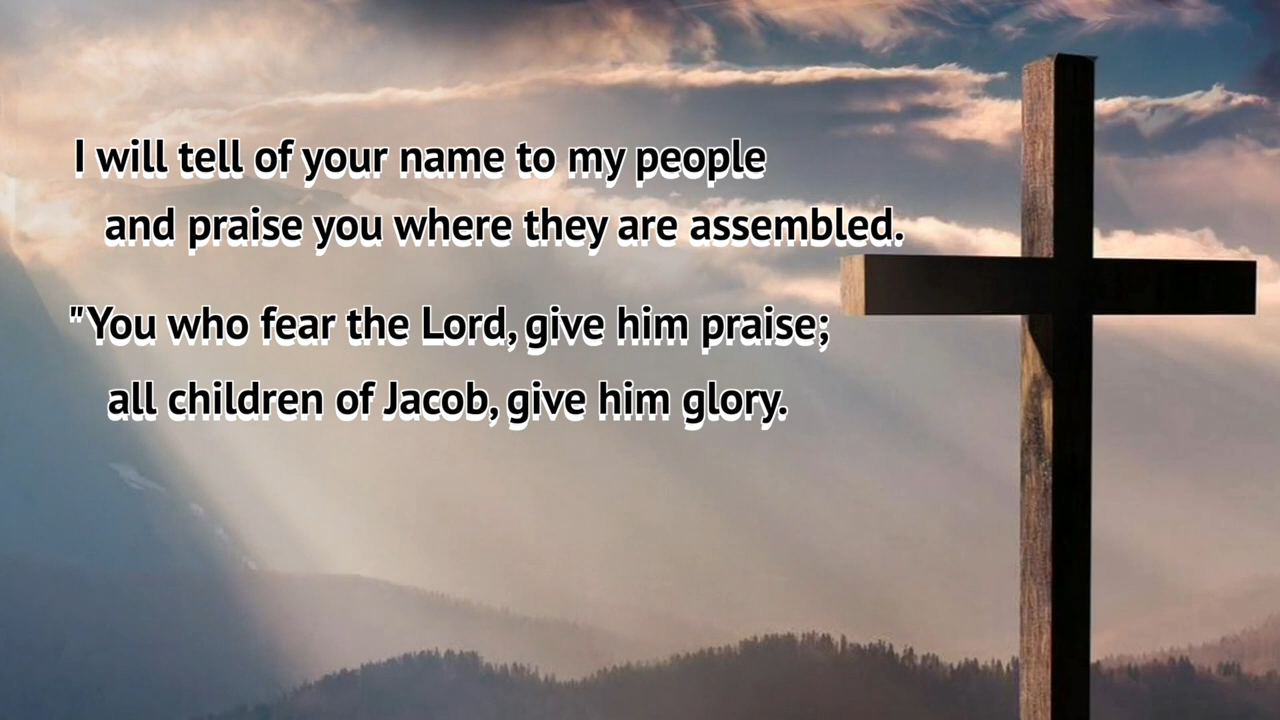 I will tell of your name to my people
and praise you where they are assembled.
"You who fear the Lord, give him praise;
all children of Jacob, give him glory.